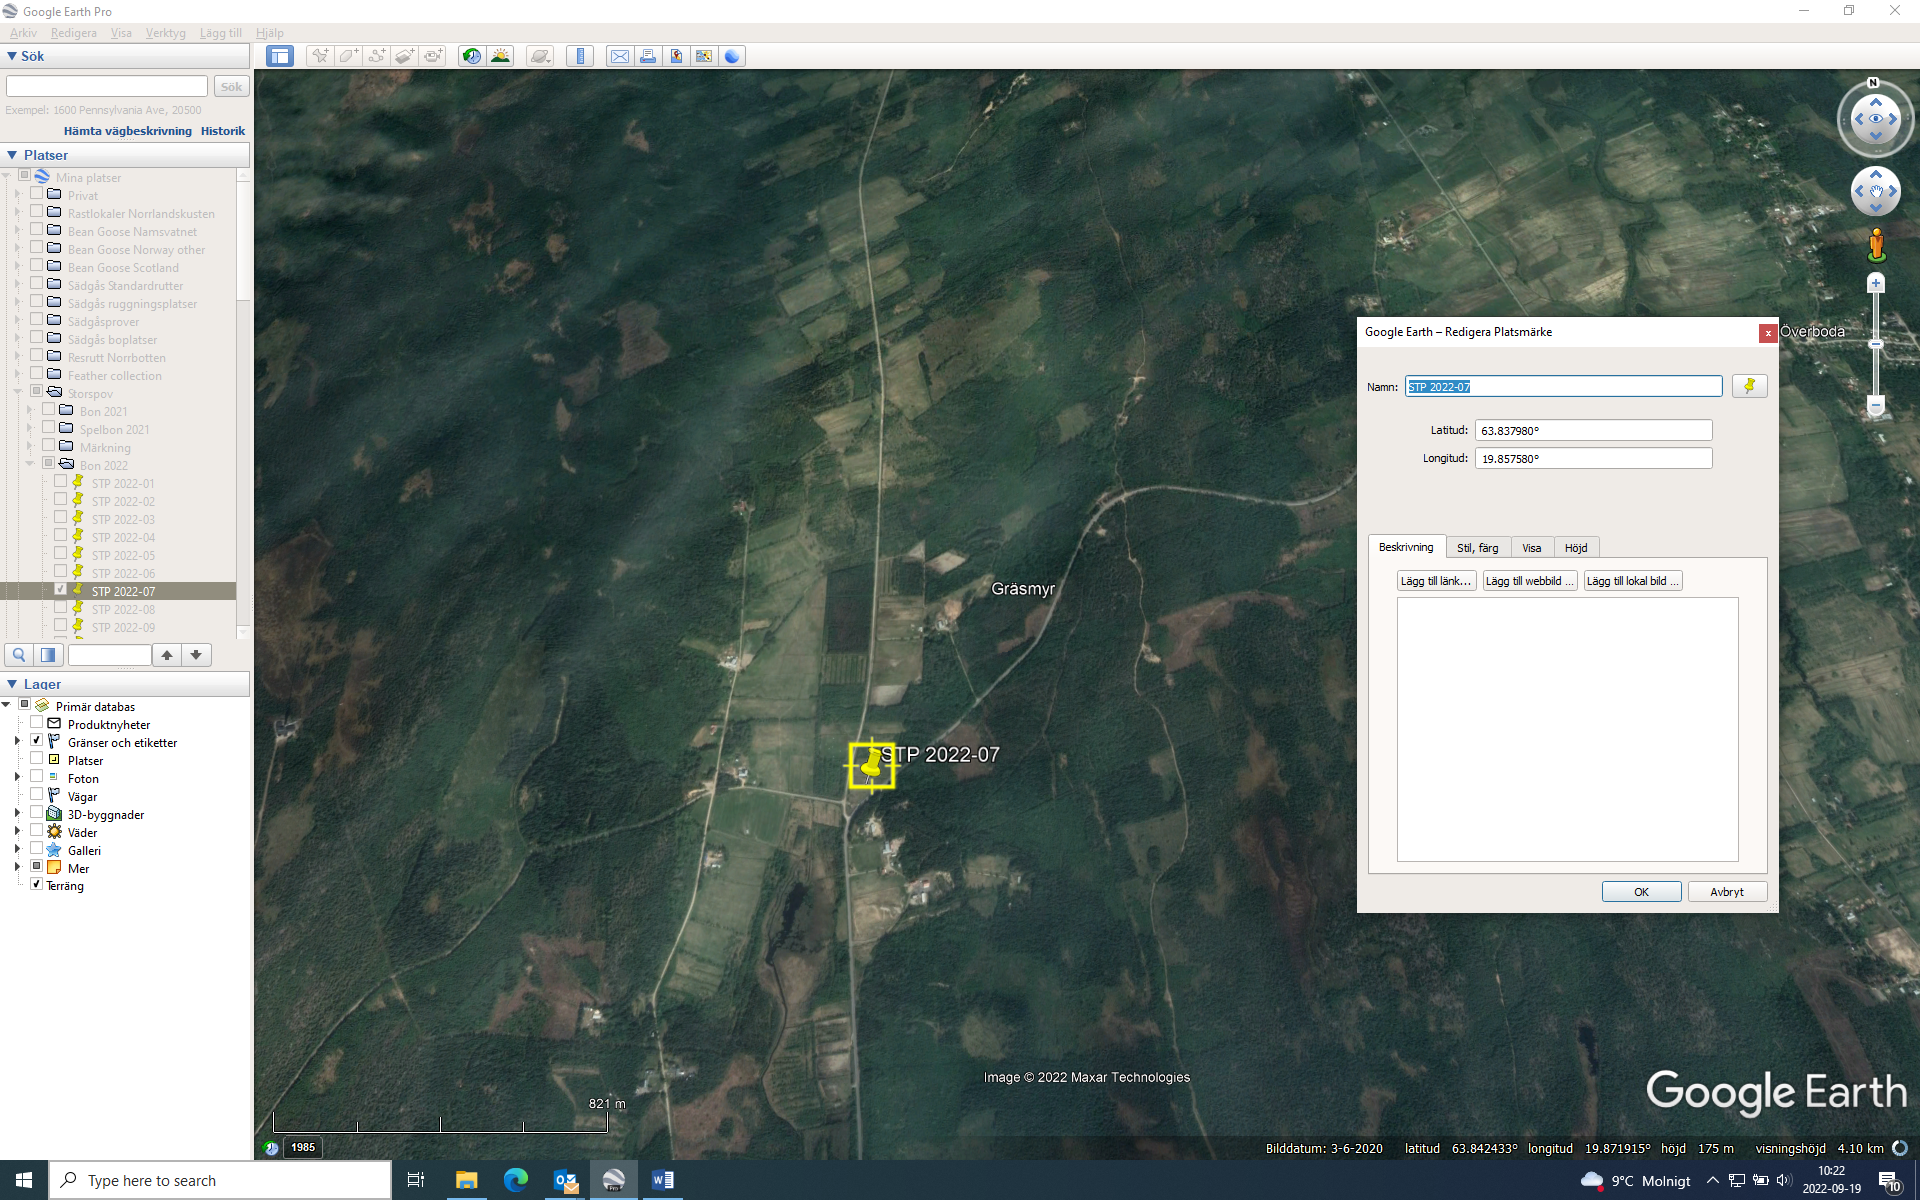 Google Earth Pro
Arkiv Redigera Visa Verktyg Lägg till Hjälp
Sök
Sök
Exempel: 1600 Pennsylvania Ave, 20500
Hämta vägbeskrivning Historik
Platser
Mina platser
Privat
Rastlokaler Norrlandskusten
Bean Goose Namsvatnet
Bean Goose Norway other
Bean Goose Scotland
Sädgås Standardrutter
Sädgås ruggningsplatser
Sädgåsprover
Sädgås boplatser
Resrutt Norrbotten
Feather collection
Storspov
Bon 2021
Spelbon 2021
Märkning
Bon 2022
STP 2022-01
STP 2022-02
STP 2022-03
STP 2022-04
STP 2022-05
STP 2022-06
STP 2022-07
STP 2022-08
STP 2022-09
Lager
Primär databas
Produktnyheter
Gränser och etiketter
Platser
Foton
Vägar
3D-byggnader
Väder
Galleri
Mer
Terräng
N
Överboda
Gräsmyr
STP 2022-07
Google Earth – Redigera Platsmärke
x
Namn: STP 2022-07
Latitud: 63.837980°
Longitud: 19.857580°
Beskrivning Stil, färg Visa Höjd
Lägg till länk... Lägg till webbild ... Lägg till lokal bild ...
OK Avbryt
Image © 2022 Maxar Technologies
Google Earth
821 m
1985
Bilddatum: 3-6-2020 latitud 63.842433° longitud 19.871915° höjd 175 m visningshöjd 4.10 km
Type here to search
9°C Molnigt
10:22
2022-09-19
10